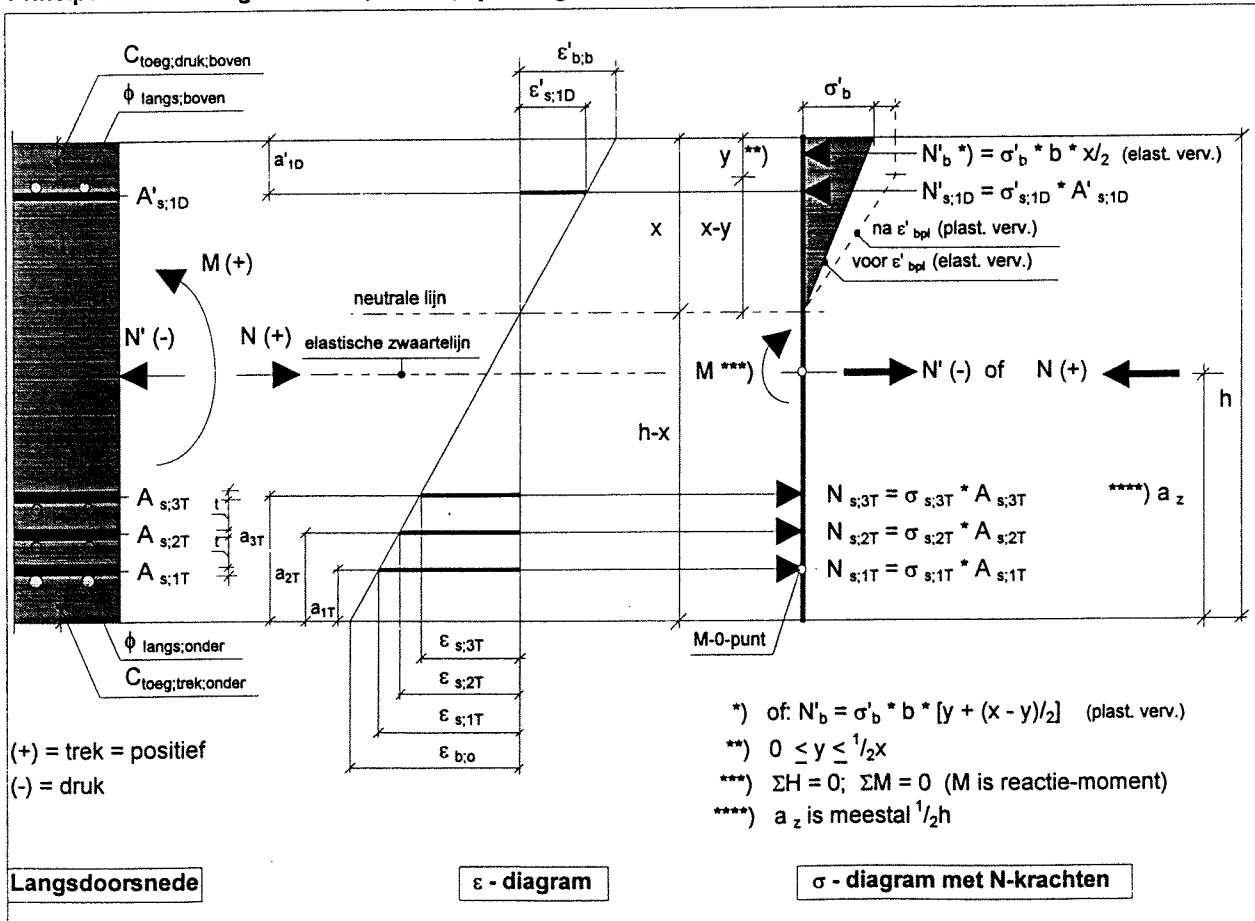 C toeg;druk;boven
ϕ langs;boven
A's;1D
M (+)
N' (-)
N (+)
A s;3T
A s;2T
A s;1T
t
t
ϕ langs;onder
C toeg;trek;onder
(+) = trek = positief
(-) = druk
Langsdoorsnede
ε'b;b
ε's;1D
a'1D
neutrale lijn
elastische zwaartelijn
a3T
a2T
a1T
ε s;3T
ε s;2T
ε s;1T
ε b;o
ε - diagram
x
h-x
y **)
x-y
σ'b
N'b *) = σ'b * b * x/2 (elast. verv.)
N's;1D = σ's;1D * A's;1D
na ε'bpl (plast. verv.)
voor ε'bpl (elast. verv.)
M ***)
N' (-) of N (+)
h
N s;3T = σ s;3T * A s;3T
N s;2T = σ s;2T * A s;2T
N s;1T = σ s;1T * A s;1T
****) a z
M-0-punt
*) of: N'b = σ'b * b * [y + (x - y)/2] (plast. verv.)
**) 0 ≤ y ≤ 1/2x
***) ΣH = 0; ΣM = 0 (M is reactie-moment)
****) a z is meestal 1/2h
σ - diagram met N-krachten